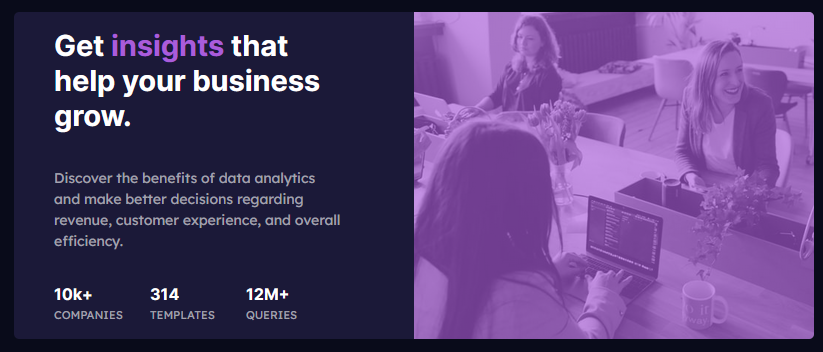 Get insights that
help your business
grow.
Discover the benefits of data analytics
and make better decisions regarding
revenue, customer experience, and overall
efficiency.
10k+ 314 12M+
COMPANIES TEMPLATES QUERIES